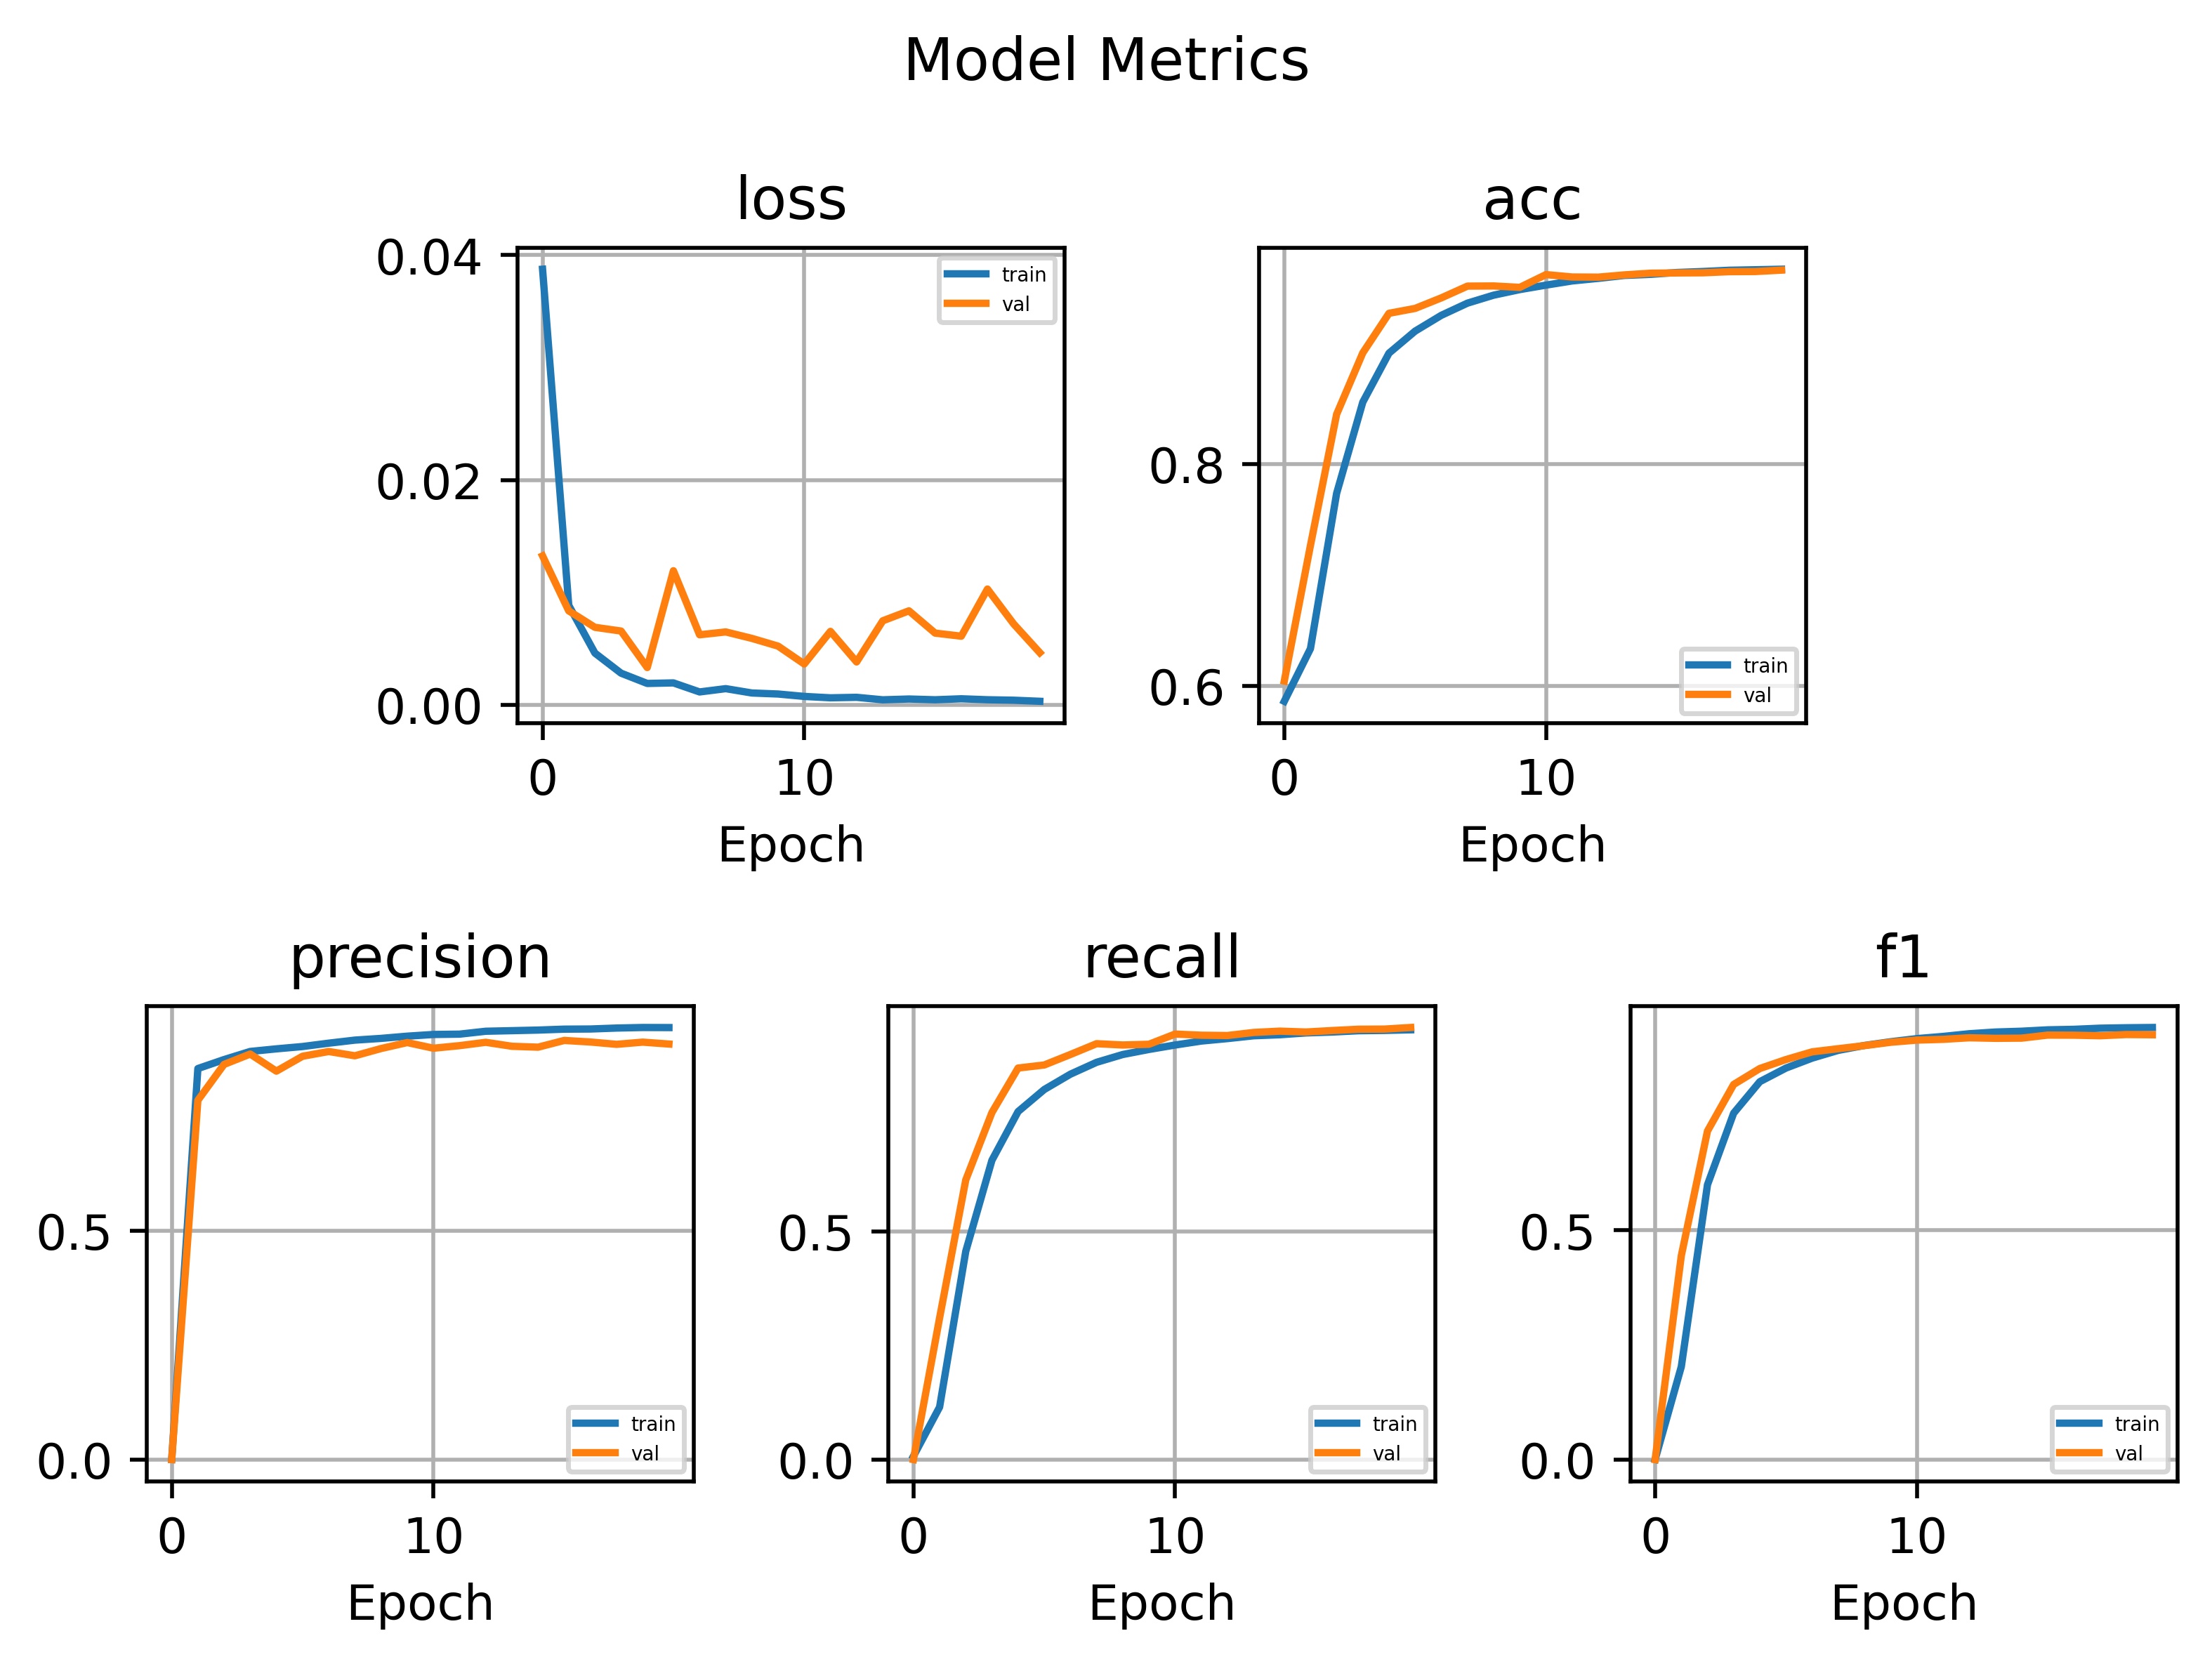 Model Metrics
loss
acc
0.04
0.02
0.00
train
val
0.8
0.6
train
val
0
10
0
10
Epoch
Epoch
precision
recall
f1
0.5
0.0
train
val
0.5
0.0
train
val
0.5
0.0
train
val
0
10
0
10
0
10
Epoch
Epoch
Epoch